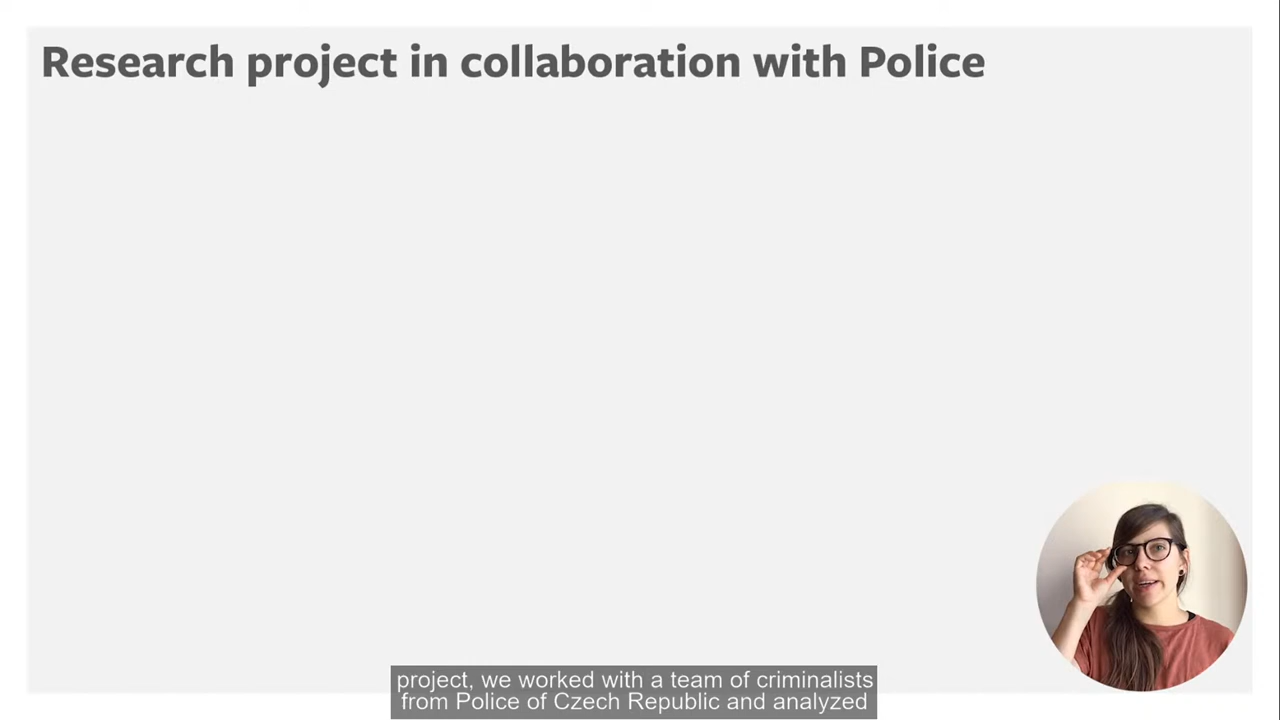 Research project in collaboration with Police
project, we worked with a team of criminalists
from Police of Czech Republic and analyzed